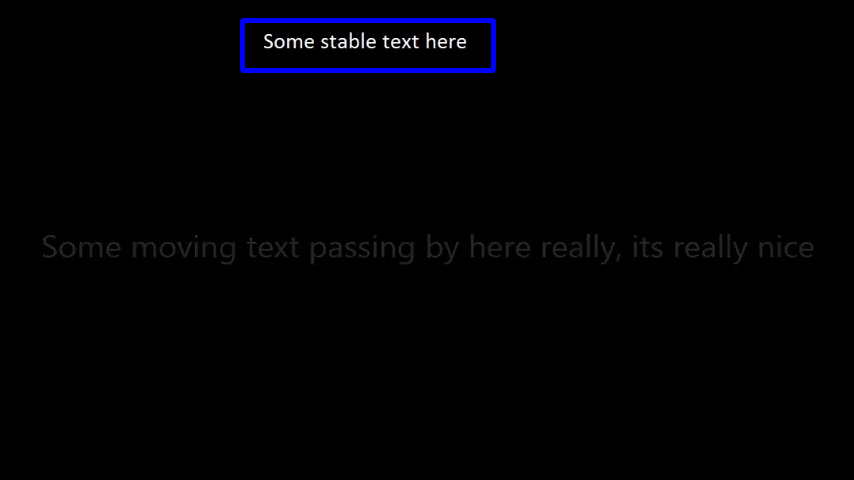 Some stable text here
Some moving text passing by here really, its really nice